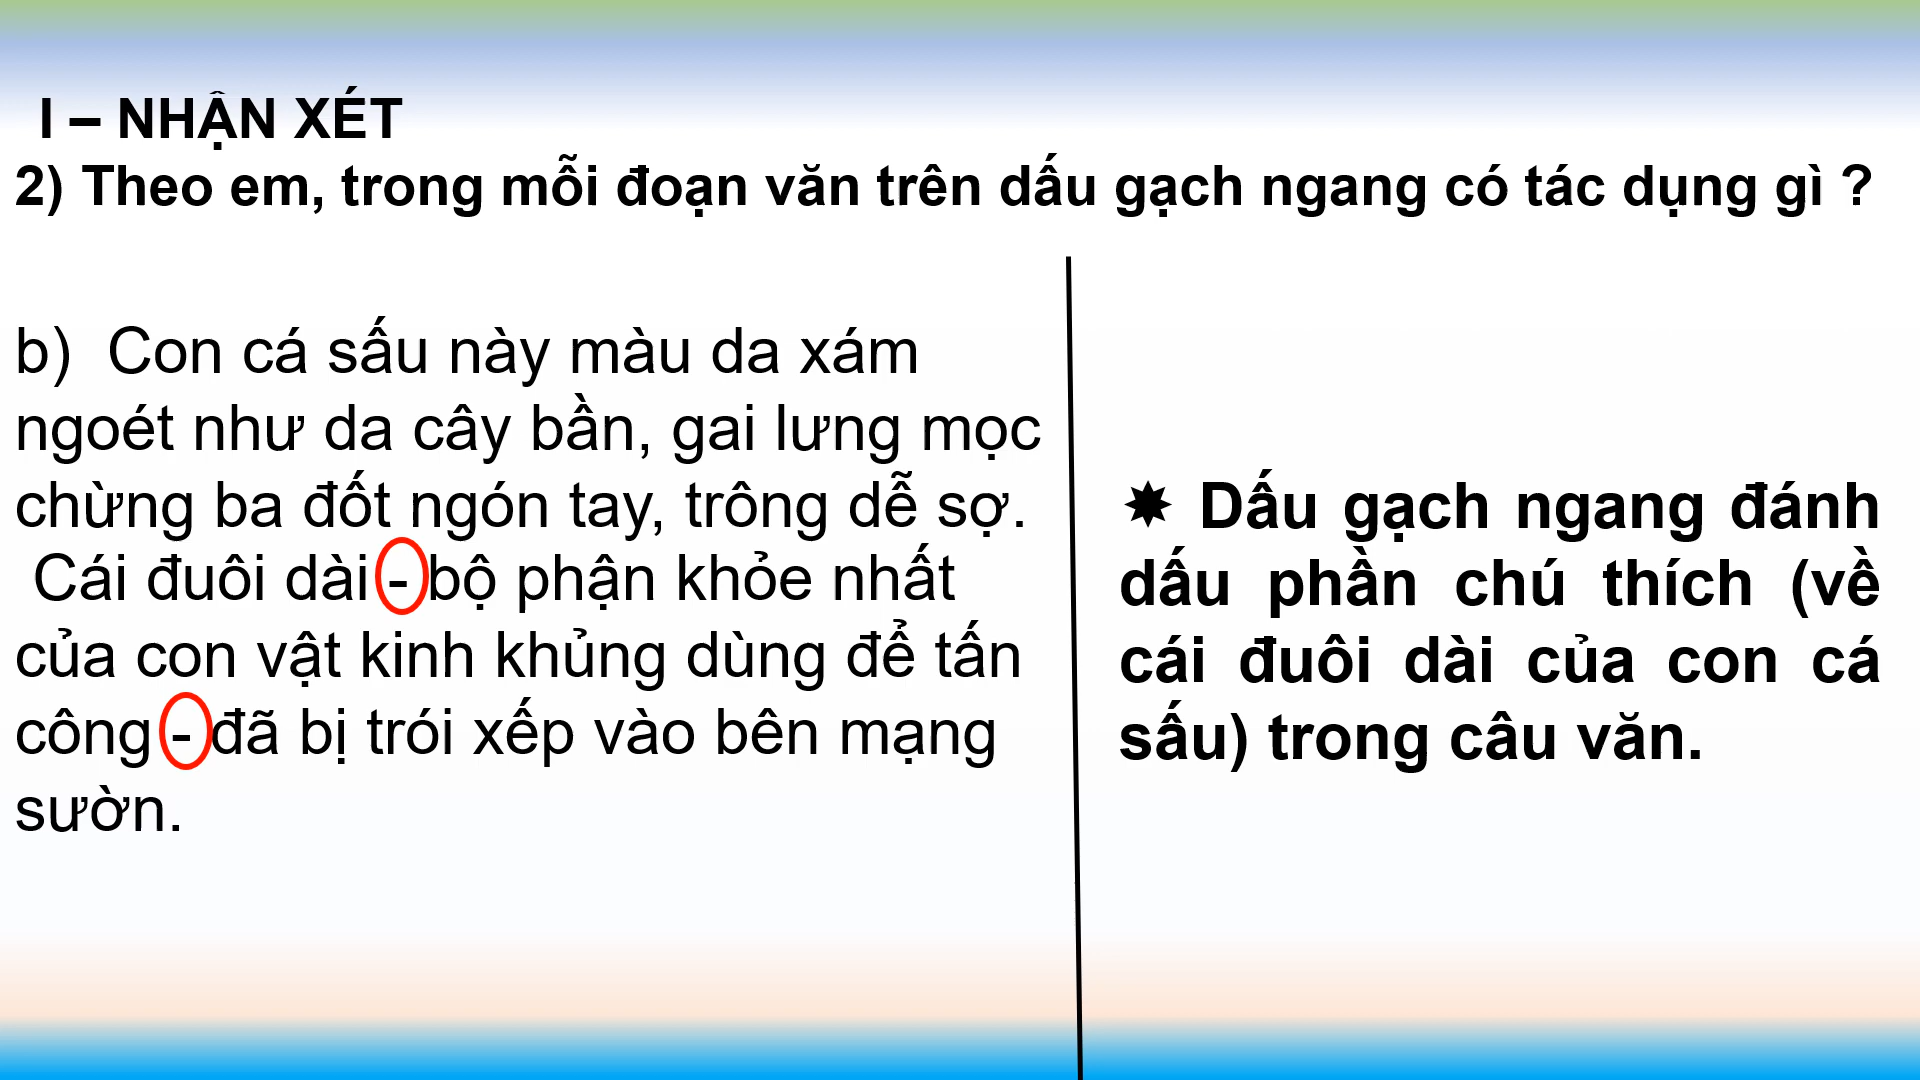 I – NHẬN XÉT
2) Theo em, trong mỗi đoạn văn trên dấu gạch ngang có tác dụng gì ?
b) Con cá sấu này màu da xám
ngoét như da cây bần, gai lưng mọc
chừng ba đốt ngón tay, trông dễ sợ.
Cái đuôi dài - bộ phận khỏe nhất
của con vật kinh khủng dùng để tấn
công - đã bị trói xếp vào bên mạng
sườn.
✸ Dấu gạch ngang đánh
dấu phần chú thích (về
cái đuôi dài của con cá
sấu) trong câu văn.